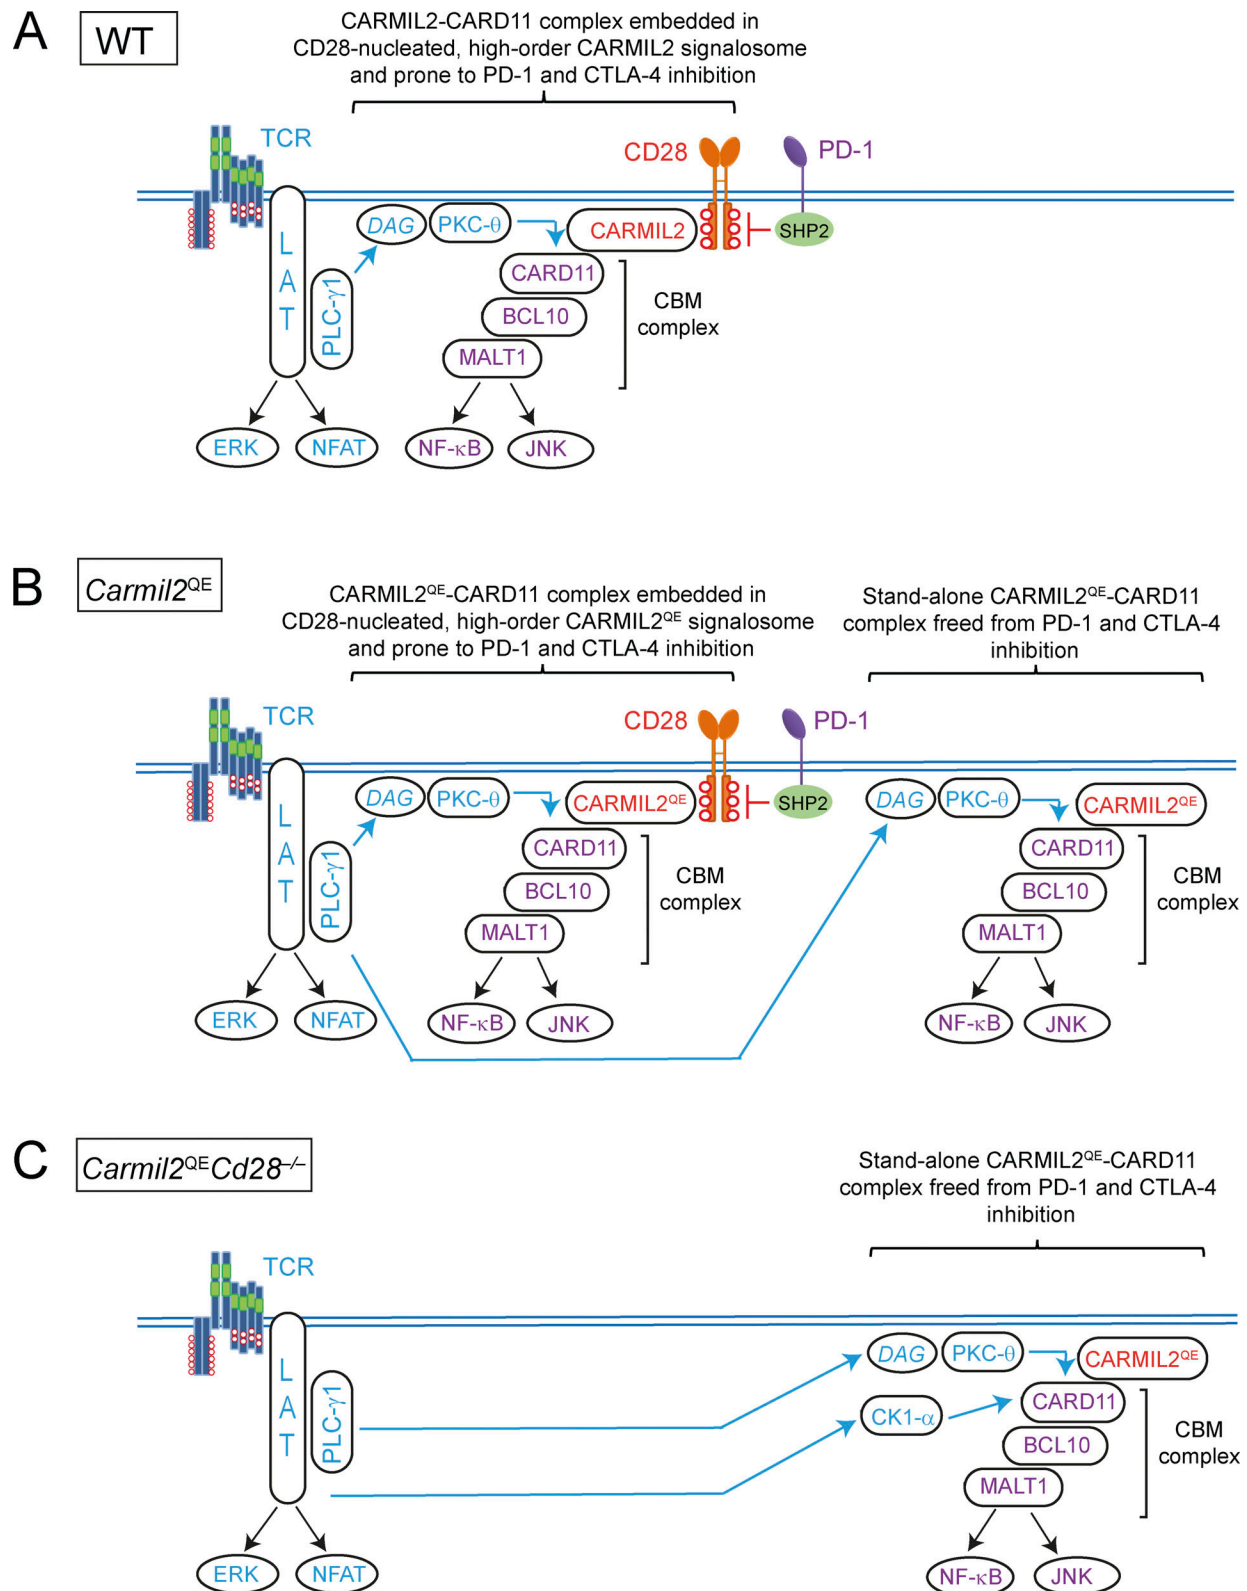 A
WT
CARMIL2-CARD11 complex embedded in
CD28-nucleated, high-order CARMIL2 signalosome
and prone to PD-1 and CTLA-4 inhibition
TCR
CD28
PD-1
LAT
PLC-γ1
DAG
PKC-θ
CARMIL2
SHP2
CARD11
BCL10
MALT1
CBM
complex
ERK
NFAT
NF-κB
JNK
B
Carmil2QE
CARMIL2QE-CARD11 complex embedded in
CD28-nucleated, high-order CARMIL2QE signalosome
and prone to PD-1 and CTLA-4 inhibition
Stand-alone CARMIL2QE-CARD11
complex freed from PD-1 and CTLA-4
inhibition
TCR
CD28
PD-1
LAT
PLC-γ1
DAG
PKC-θ
CARMIL2QE
SHP2
CARD11
BCL10
MALT1
CBM
complex
ERK
NFAT
NF-κB
JNK
DAG
PKC-θ
CARMIL2QE
CARD11
BCL10
MALT1
CBM
complex
NF-κB
JNK
C
Carmil2QECd28–/–
Stand-alone CARMIL2QE-CARD11
complex freed from PD-1 and CTLA-4
inhibition
TCR
LAT
PLC-γ1
DAG
PKC-θ
CARMIL2QE
CK1-α
CARD11
BCL10
MALT1
CBM
complex
ERK
NFAT
NF-κB
JNK